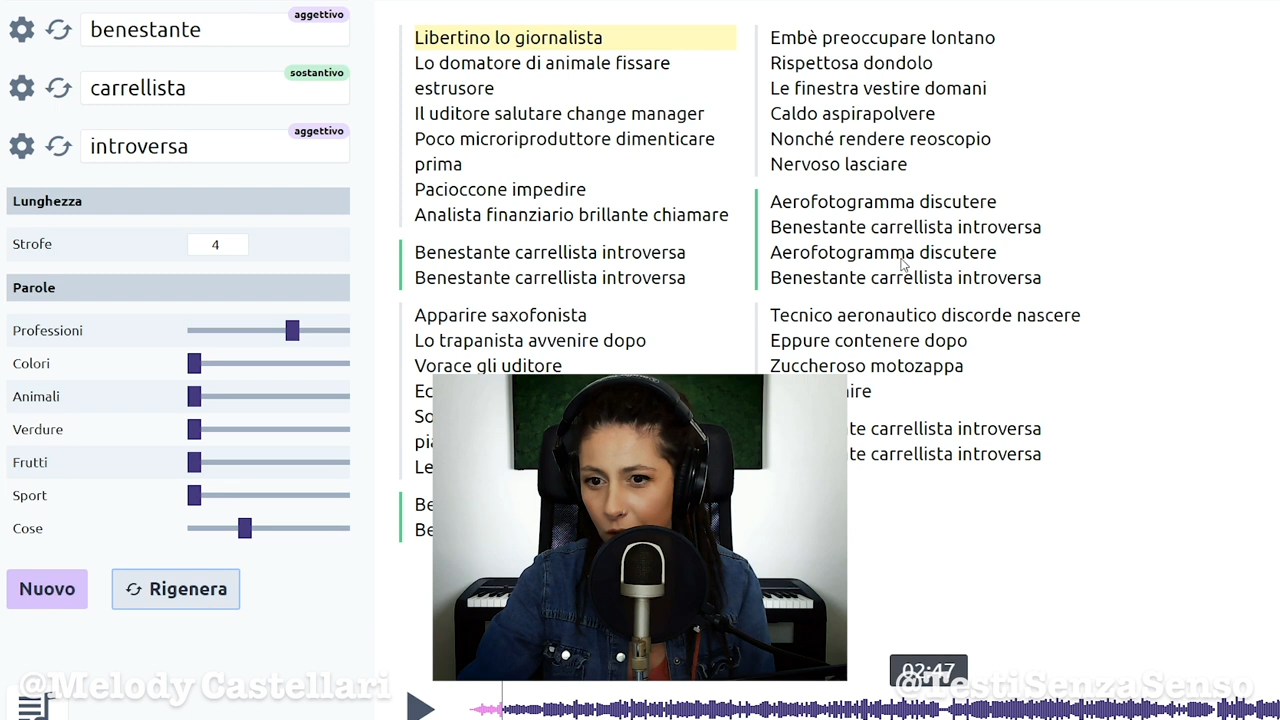 aggettivo
benestante
sostantivo
carrellista
aggettivo
introversa
Lunghezza
Strofe 4
Parole
Professioni
Colori
Animali
Verdure
Frutti
Sport
Cose
Nuovo
Rigenera
Libertino lo giornalista
Lo domatore di animale fissare
estrusore
Il uditore salutare change manager
Poco microriproduttore dimenticare
prima
Pacioccone impedire
Analista finanziario brillante chiamare
Benestante carrellista introversa
Benestante carrellista introversa
Apparire saxofonista
Lo trapanista avvenire dopo
Vorace gli uditore
Le
Be
Be
Embè preoccupare lontano
Rispettosa dondolo
Le finestra vestire domani
Caldo aspirapolvere
Nonché rendere reoscopio
Nervoso lasciare
Aerofotogramma discutere
Benestante carrellista introversa
Aerofotogramma discutere
Benestante carrellista introversa
Tecnico aeronautico discorde nascere
Eppure contenere dopo
Zuccheroso motozappa
te carrellista introversa
te carrellista introversa
02:47
@MelodyCastellari
@TestiSenzaSenso